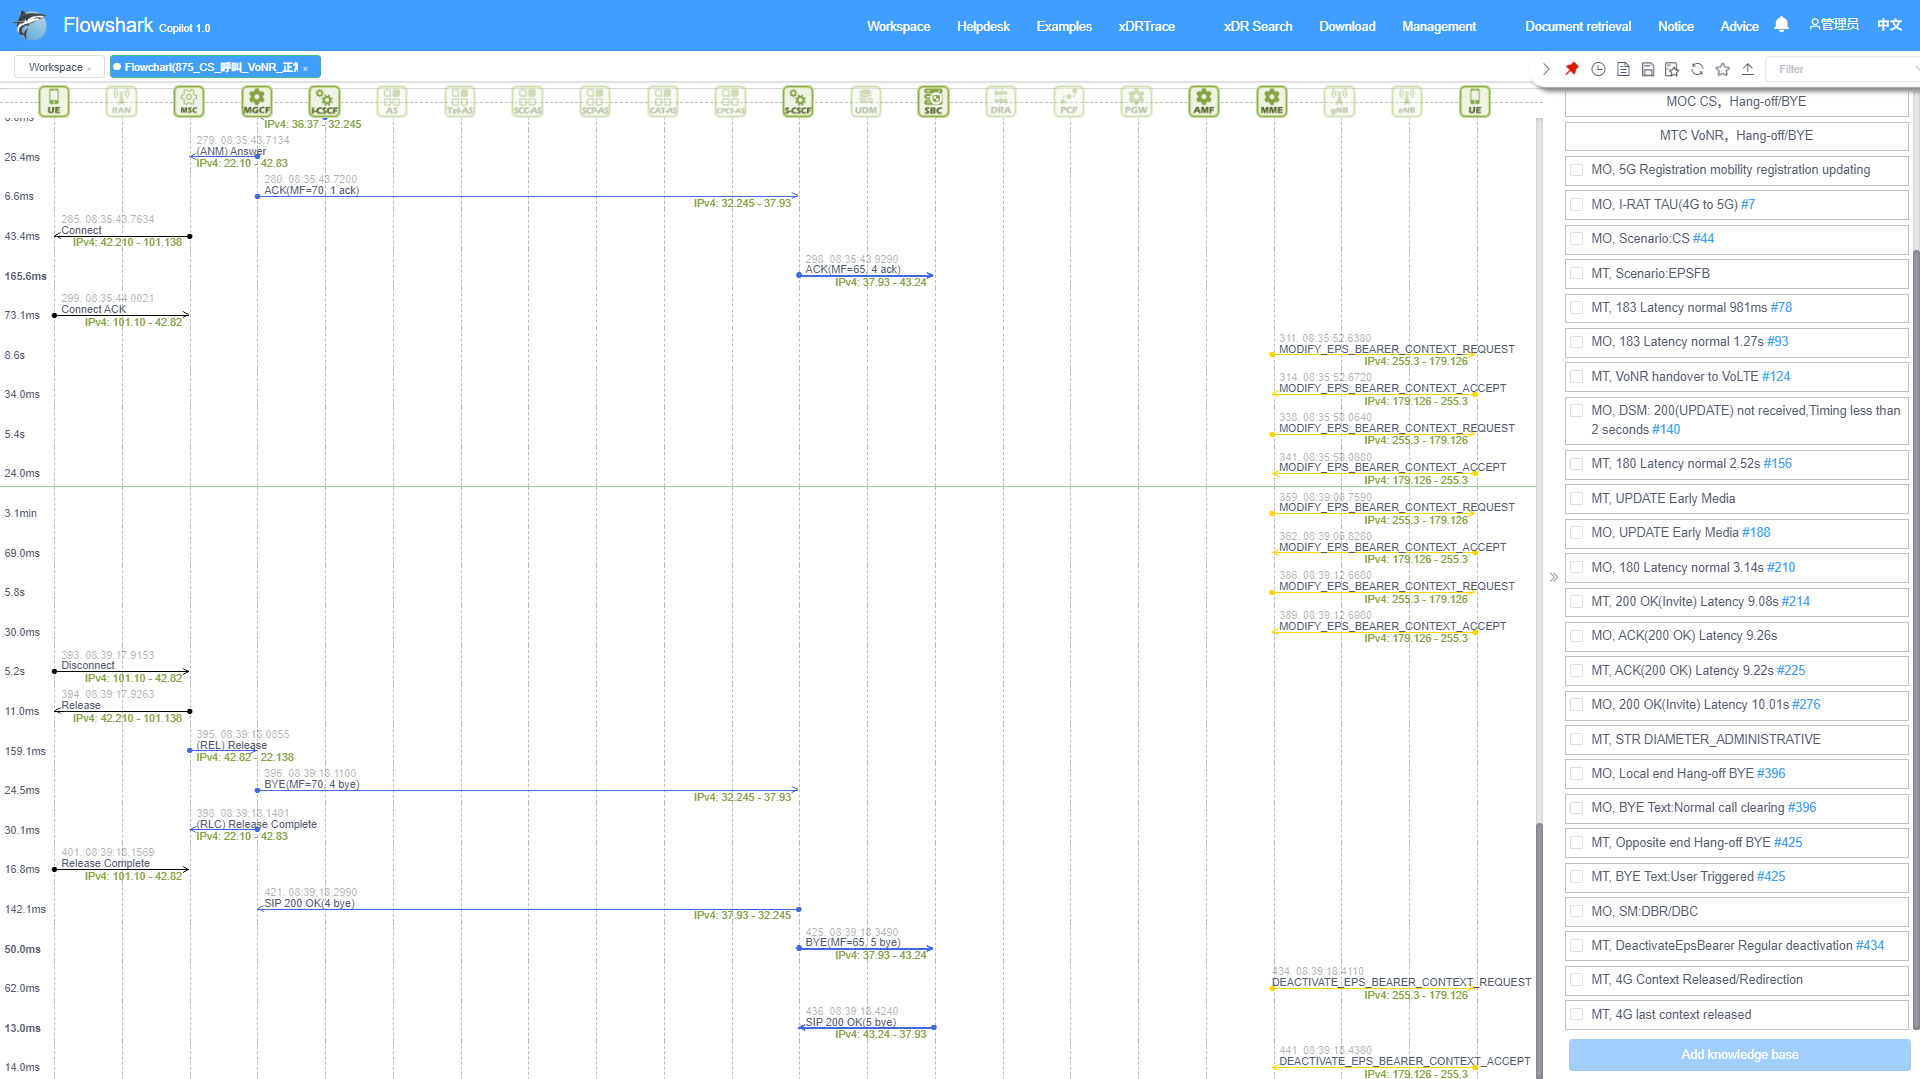 Flowshark Copilot 1.0
Workspace Helpdesk Examples xDRTrace xDR Search Download Management Document retrieval Notice Advice 管理员 中文
Workspace × Flowchart(875_CS_呼叫_VoNR_正常 ×
Filter
UE RAN MSC MGCF I-CSCF AS Tel-AS SCC-AS SCP-AS CAT-AS CPCS-AS S-CSCF UDM SBC DRA PCF PGW AMF MME gNB eNB UE
IPv4: 36.37 - 32.245
279. 08:35:43.7134
26.4ms (ANM) Answer
IPv4: 22.10 - 42.83
280. 08:35:43.7200
6.6ms ACK(MF=70, 1 ack)
IPv4: 32.245 - 37.93
285. 08:35:43.7634
43.4ms Connect
IPv4: 42.210 - 101.138
298. 08:35:43.9290
165.6ms ACK(MF=65, 4 ack)
IPv4: 37.93 - 43.24
299. 08:35:44.0021
73.1ms Connect ACK
IPv4: 101.10 - 42.82
311. 08:35:52.6380
8.6s MODIFY_EPS_BEARER_CONTEXT_REQUEST
IPv4: 255.3 - 179.126
314. 08:35:52.6720
34.0ms MODIFY_EPS_BEARER_CONTEXT_ACCEPT
IPv4: 179.126 - 255.3
338. 08:35:58.0640
5.4s MODIFY_EPS_BEARER_CONTEXT_REQUEST
IPv4: 255.3 - 179.126
341. 08:35:58.0880
24.0ms MODIFY_EPS_BEARER_CONTEXT_ACCEPT
IPv4: 179.126 - 255.3
359. 08:39:06.7590
3.1min MODIFY_EPS_BEARER_CONTEXT_REQUEST
IPv4: 255.3 - 179.126
362. 08:39:06.8280
69.0ms MODIFY_EPS_BEARER_CONTEXT_ACCEPT
IPv4: 179.126 - 255.3
386. 08:39:12.6680
5.8s MODIFY_EPS_BEARER_CONTEXT_REQUEST
IPv4: 255.3 - 179.126
389. 08:39:12.6980
30.0ms MODIFY_EPS_BEARER_CONTEXT_ACCEPT
IPv4: 179.126 - 255.3
393. 08:39:17.9153
5.2s Disconnect
IPv4: 101.10 - 42.82
394. 08:39:17.9263
11.0ms Release
IPv4: 42.210 - 101.138
395. 08:39:18.0855
159.1ms (REL) Release
IPv4: 42.82 - 22.138
396. 08:39:18.1100
24.5ms BYE(MF=70, 4 bye)
IPv4: 32.245 - 37.93
398. 08:39:18.1401
30.1ms (RLC) Release Complete
IPv4: 22.10 - 42.83
401. 08:39:18.1569
16.8ms Release Complete
IPv4: 101.10 - 42.82
421. 08:39:18.2990
142.1ms SIP 200 OK(4 bye)
IPv4: 37.93 - 32.245
425. 08:39:18.3490
50.0ms BYE(MF=65, 5 bye)
IPv4: 37.93 - 43.24
434. 08:39:18.4110
62.0ms DEACTIVATE_EPS_BEARER_CONTEXT_REQUEST
IPv4: 255.3 - 179.126
436. 08:39:18.4240
13.0ms SIP 200 OK(5 bye)
IPv4: 43.24 - 37.93
441. 08:39:18.4380
14.0ms DEACTIVATE_EPS_BEARER_CONTEXT_ACCEPT
IPv4: 179.126 - 255.3
MOC CS，Hang-off/BYE
MTC VoNR，Hang-off/BYE
MO, 5G Registration mobility registration updating
MO, I-RAT TAU(4G to 5G) #7
MO, Scenario:CS #44
MT, Scenario:EPSFB
MT, 183 Latency normal 981ms #78
MO, 183 Latency normal 1.27s #93
MT, VoNR handover to VoLTE #124
MO, DSM: 200(UPDATE) not received,Timing less than
2 seconds #140
MT, 180 Latency normal 2.52s #156
MT, UPDATE Early Media
MO, UPDATE Early Media #188
MO, 180 Latency normal 3.14s #210
MT, 200 OK(Invite) Latency 9.08s #214
MO, ACK(200 OK) Latency 9.26s
MT, ACK(200 OK) Latency 9.22s #225
MO, 200 OK(Invite) Latency 10.01s #276
MT, STR DIAMETER_ADMINISTRATIVE
MO, Local end Hang-off BYE #396
MO, BYE Text:Normal call clearing #396
MT, Opposite end Hang-off BYE #425
MT, BYE Text:User Triggered #425
MO, SM:DBR/DBC
MT, DeactivateEpsBearer Regular deactivation #434
MT, 4G Context Released/Redirection
MT, 4G last context released
Add knowledge base